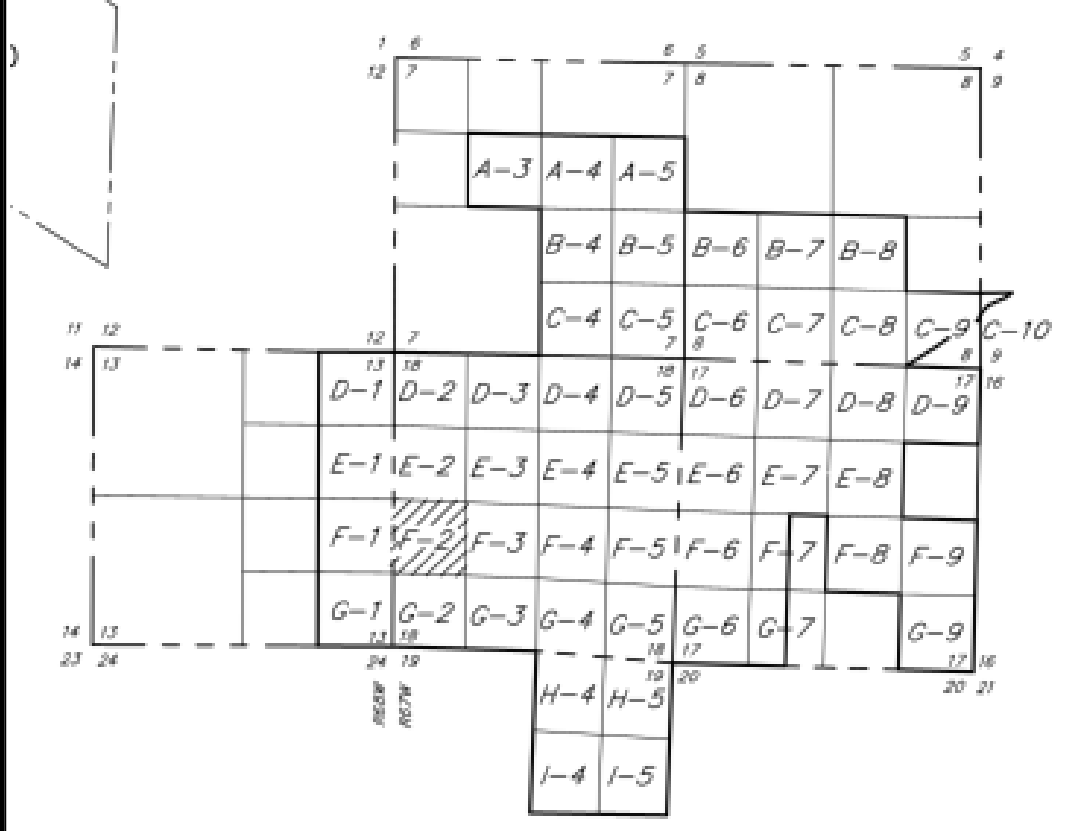 1 6 6 5 5 4
12 7 7 8 8 9
A-3 A-4 A-5
B-4 B-5 B-6 B-7 B-8
C-4 C-5 C-6 C-7 C-8 C-9 C-10
11 12 12 7 7 8 8 9
14 13 13 18 18 17 17 16
D-1 D-2 D-3 D-4 D-5 D-6 D-7 D-8 D-9
E-1 E-2 E-3 E-4 E-5 E-6 E-7 E-8
F-1 F-2 F-3 F-4 F-5 F-6 F-7 F-8 F-9
G-1 G-2 G-3 G-4 G-5 G-6 G-7 G-9
14 13 13 18 18 17 17 16
23 24 24 19 19 20 20 21
R68W
R67W
H-4 H-5
I-4 I-5